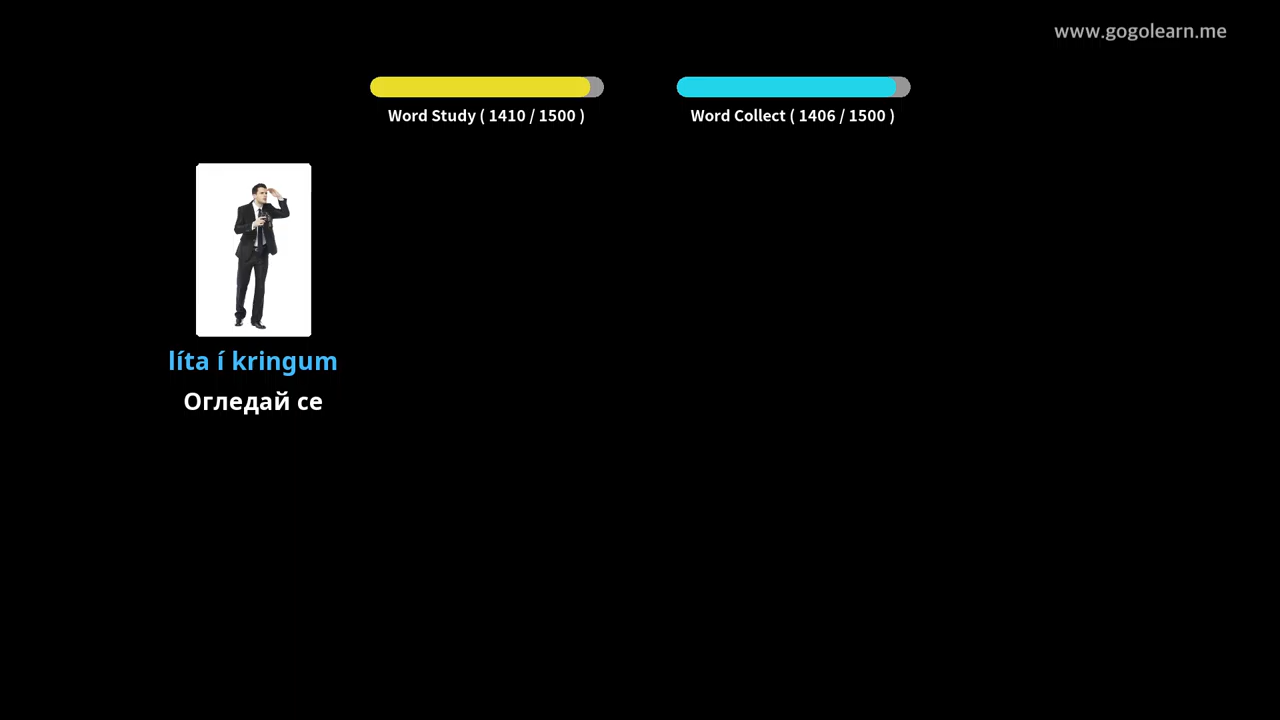 www.gogolearn.me
Word Study ( 1410 / 1500 )
Word Collect ( 1406 / 1500 )
líta í kringum
Огледай се